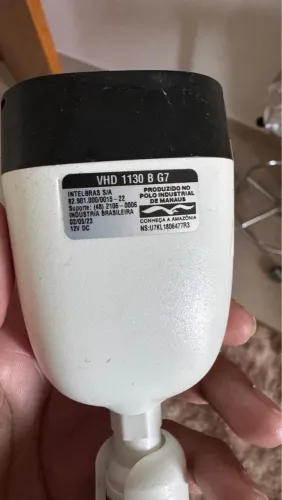 VHD 1130 B G7
INTELBRAS S/A
82.901.000/0015-22
Suporte: (48) 2106-0006
INDÚSTRIA BRASILEIRA
02/05/23
12V DC
PRODUZIDO NO
POLO INDUSTRIAL
DE MANAUS
CONHEÇA A AMAZÔNIA
NS:U7KL1806477R3